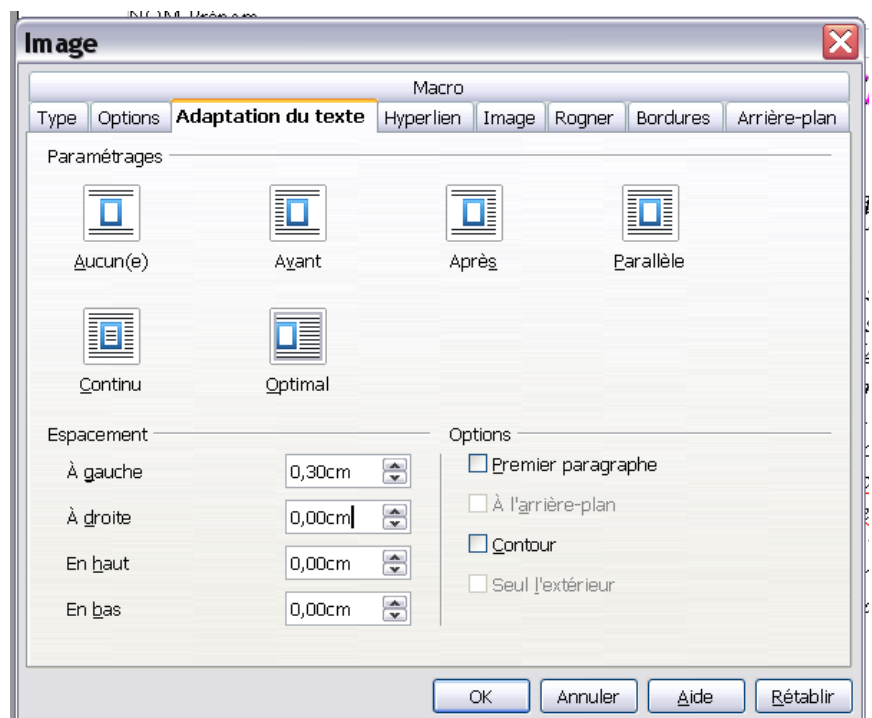 NOM Prénom
Image
Macro
Type Options Adaptation du texte Hyperlien Image Rogner Bordures Arrière-plan
Paramétrages
Aucun(e) Avant Après Parallèle
Continu Optimal
Espacement Options
À gauche 0,30cm Premier paragraphe
À droite 0,00cm À l'arrière-plan
En haut 0,00cm Contour
En bas 0,00cm Seul l'extérieur
OK Annuler Aide Rétablir